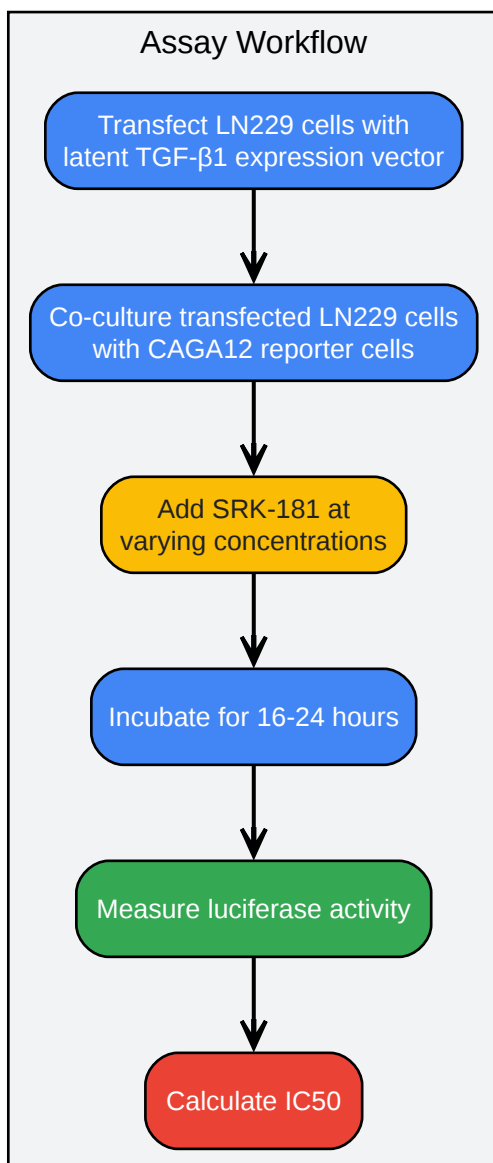 Assay Workflow
Transfect LN229 cells with
latent TGF-β1 expression vector
Co-culture transfected LN229 cells
with CAGA12 reporter cells
Add SRK-181 at
varying concentrations
Incubate for 16-24 hours
Measure luciferase activity
Calculate IC50